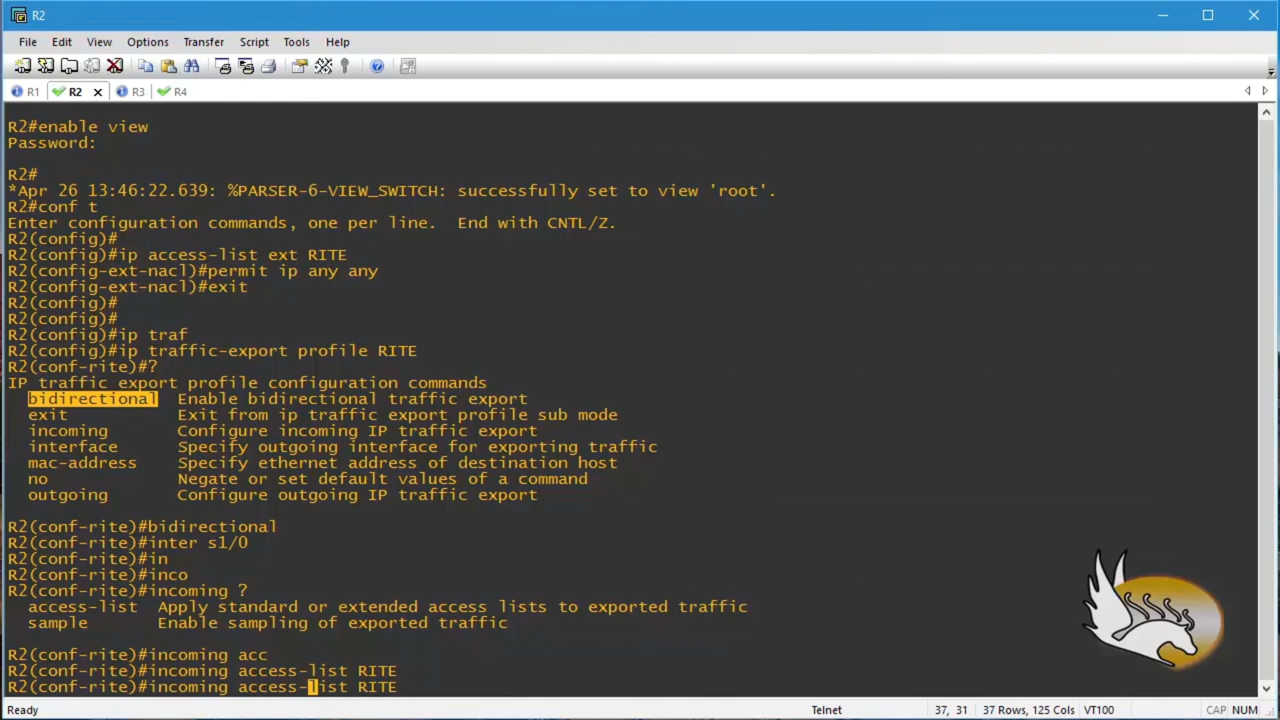 R2
File Edit View Options Transfer Script Tools Help
R1 R2 R3 R4
R2#enable view
Password:
R2#
*Apr 26 13:46:22.639: %PARSER-6-VIEW_SWITCH: successfully set to view 'root'.
R2#conf t
Enter configuration commands, one per line.  End with CNTL/Z.
R2(config)#
R2(config)#ip access-list ext RITE
R2(config-ext-nacl)#permit ip any any
R2(config-ext-nacl)#exit
R2(config)#
R2(config)#
R2(config)#ip traf
R2(config)#ip traffic-export profile RITE
R2(conf-rite)#?
IP traffic export profile configuration commands
  bidirectional  Enable bidirectional traffic export
  exit           Exit from ip traffic export profile sub mode
  incoming       Configure incoming IP traffic export
  interface      Specify outgoing interface for exporting traffic
  mac-address    Specify ethernet address of destination host
  no             Negate or set default values of a command
  outgoing       Configure outgoing IP traffic export
R2(conf-rite)#bidirectional
R2(conf-rite)#inter s1/0
R2(conf-rite)#in
R2(conf-rite)#inco
R2(conf-rite)#incoming ?
  access-list  Apply standard or extended access lists to exported traffic
  sample       Enable sampling of exported traffic
R2(conf-rite)#incoming acc
R2(conf-rite)#incoming access-list RITE
R2(conf-rite)#incoming access-list RITE
Ready Telnet 37, 31 37 Rows, 125 Cols VT100 CAP NUM